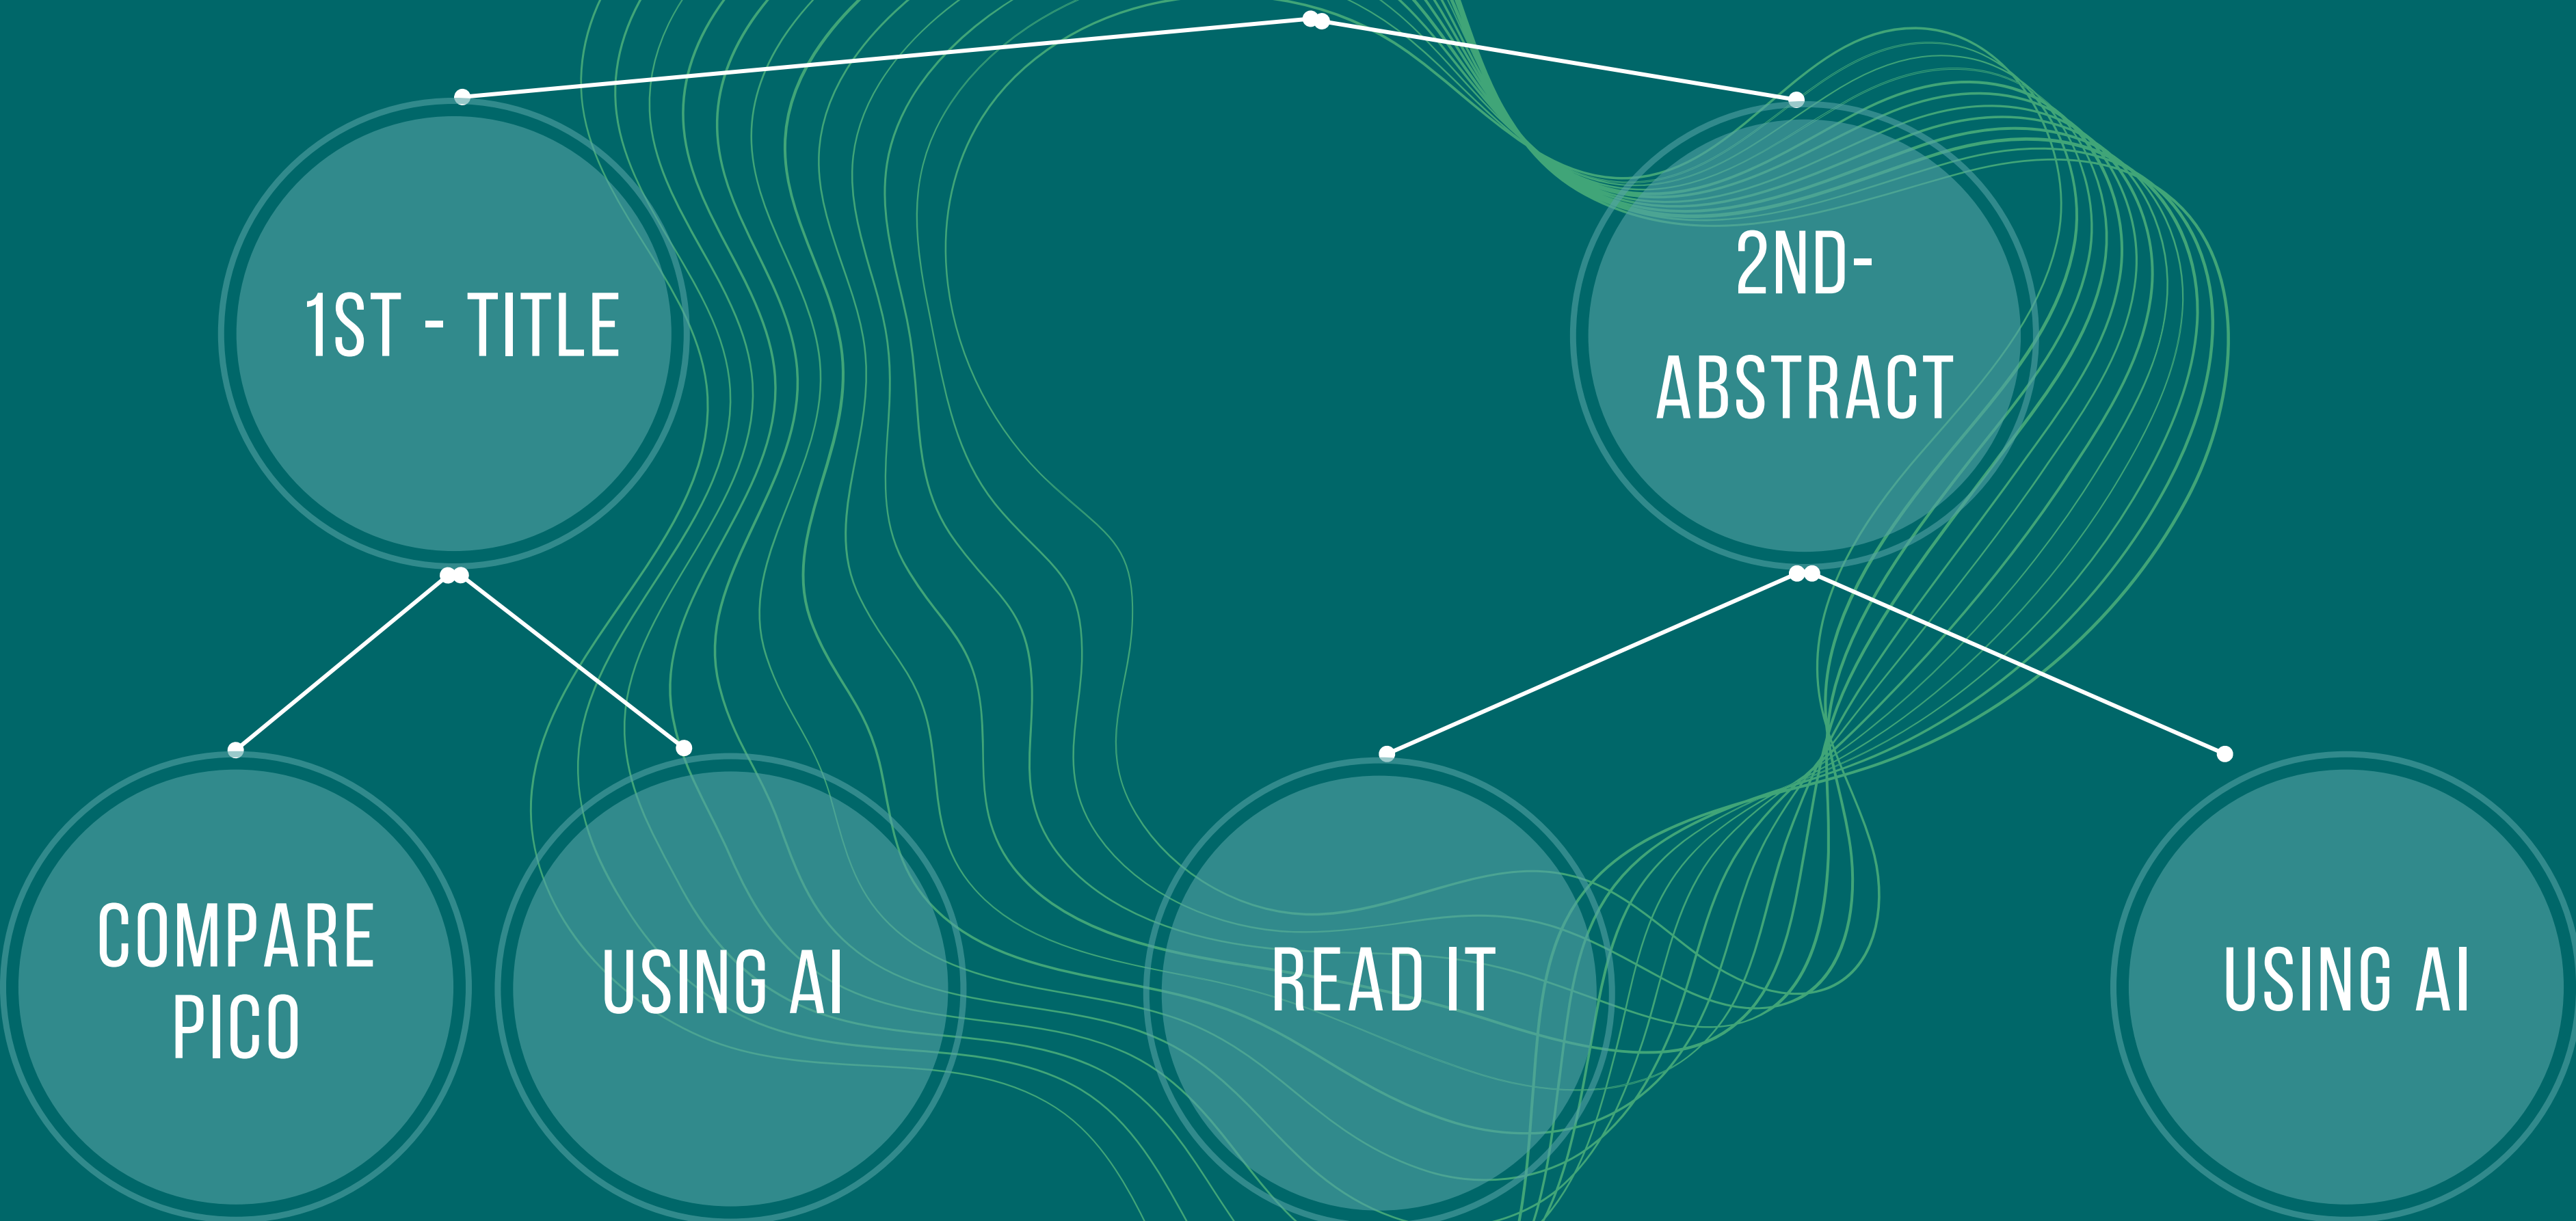 1ST - TITLE
2ND-
ABSTRACT
COMPARE
PICO
USING AI
READ IT
USING AI